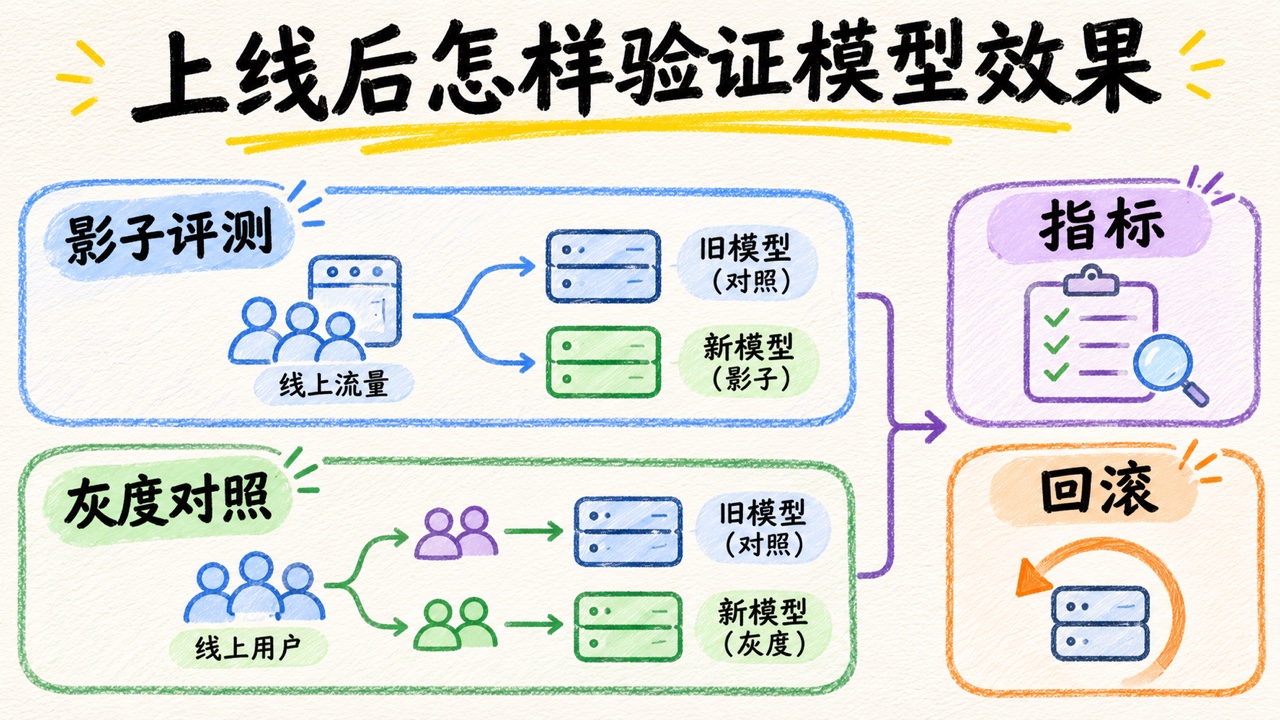 上线后怎样验证模型效果
影子评测
线上流量
旧模型
（对照）
新模型
（影子）
灰度对照
线上用户
旧模型
（对照）
新模型
（灰度）
指标
回滚